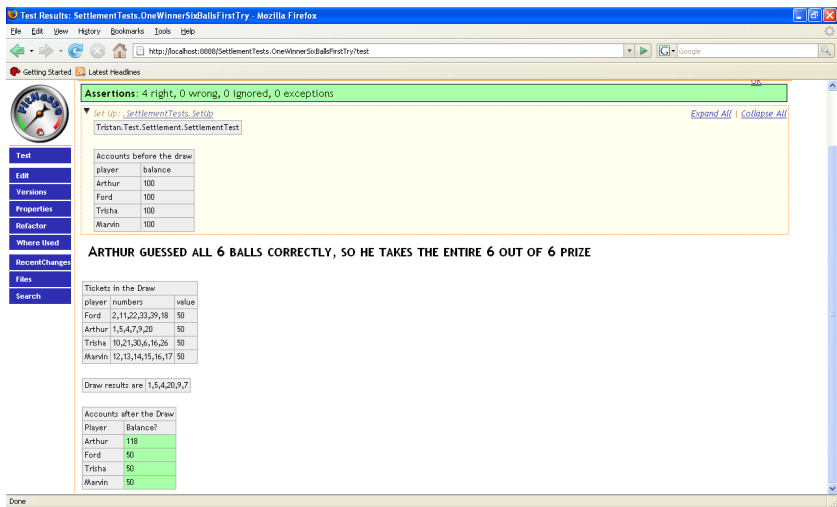 Test Results: SettlementTests.OneWinnerSixBallsFirstTry - Mozilla Firefox
File Edit View History Bookmarks Tools Help
http://localhost:8888/SettlementTests.OneWinnerSixBallsFirstTry?test
G Google
Getting Started Latest Headlines
OK
Assertions: 4 right, 0 wrong, 0 ignored, 0 exceptions
FitNesse
Set Up: .SettlementTests.SetUp Expand All | Collapse All
Tristan.Test.Settlement.SettlementTest
Test
Edit
Versions
Properties
Refactor
Where Used
RecentChanges
Files
Search
Accounts before the draw
player balance
Arthur 100
Ford 100
Trisha 100
Marvin 100
Arthur guessed all 6 balls correctly, so he takes the entire 6 out of 6 prize
Tickets in the Draw
player numbers value
Ford 2,11,22,33,39,18 50
Arthur 1,5,4,7,9,20 50
Trisha 10,21,30,6,16,26 50
Marvin 12,13,14,15,16,17 50
Draw results are 1,5,4,20,9,7
Accounts after the Draw
Player Balance?
Arthur 118
Ford 50
Trisha 50
Marvin 50
Done